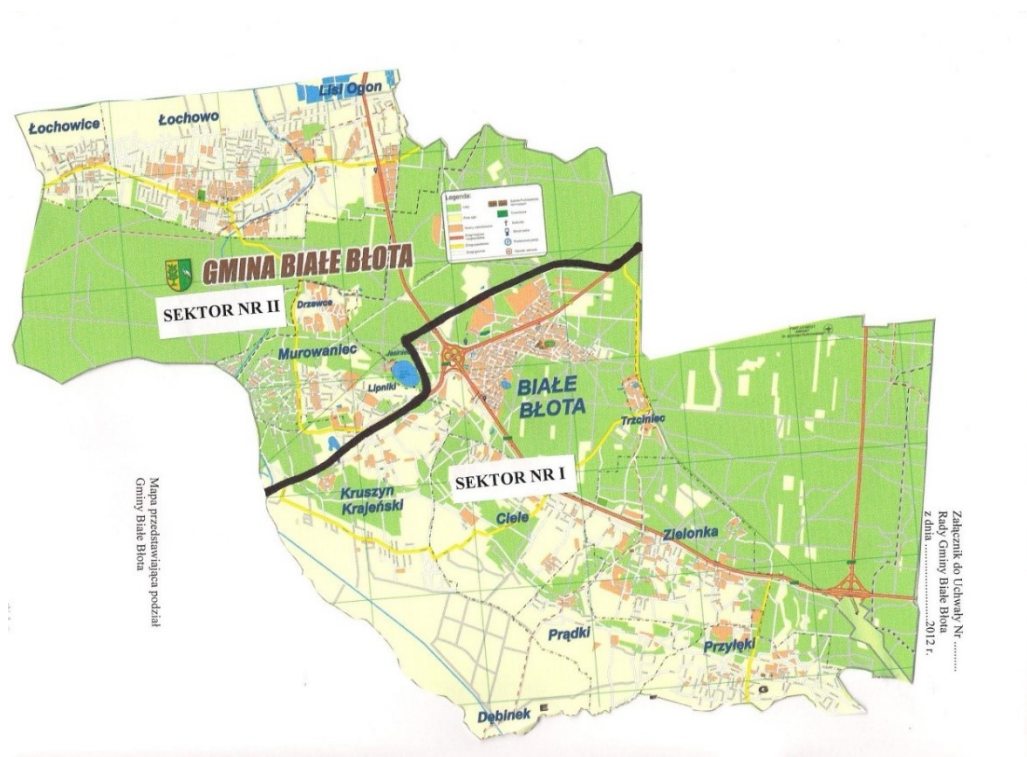 Lisi Ogon
Łochowice
Łochowo
Legenda:
GMINA BIAŁE BŁOTA
SEKTOR NR II
Drzewce
Murowaniec
Lipniki
BIAŁE
BŁOTA
Trzciniec
SEKTOR NR I
Kruszyn
Krajeński
Ciele
Zielonka
Prądki
Przyłęki
Dębinek
E
G
Mapa przedstawiająca podział
Gminy Białe Błota
Załącznik do Uchwały Nr ..........
Rady Gminy Białe Błota
z dnia ......................2012 r.